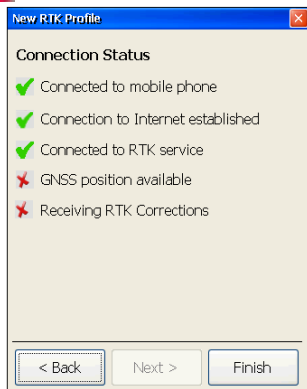 New RTK Profile
Connection Status
Connected to mobile phone
Connection to Internet established
Connected to RTK service
GNSS position available
Receiving RTK Corrections
< Back
Next >
Finish